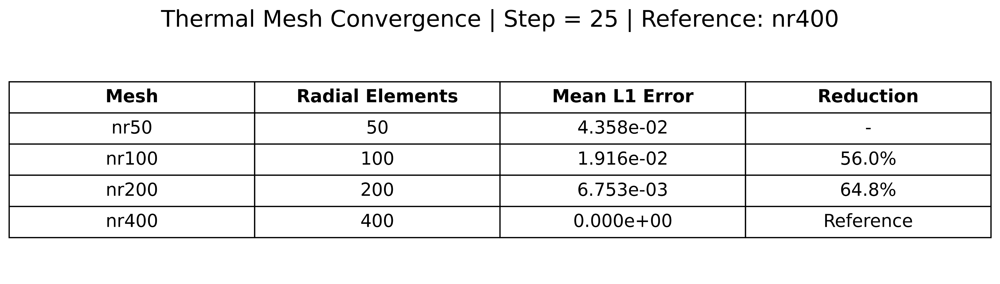 Thermal Mesh Convergence | Step = 25 | Reference: nr400
Mesh Radial Elements Mean L1 Error Reduction
nr50 50 4.358e-02 -
nr100 100 1.916e-02 56.0%
nr200 200 6.753e-03 64.8%
nr400 400 0.000e+00 Reference